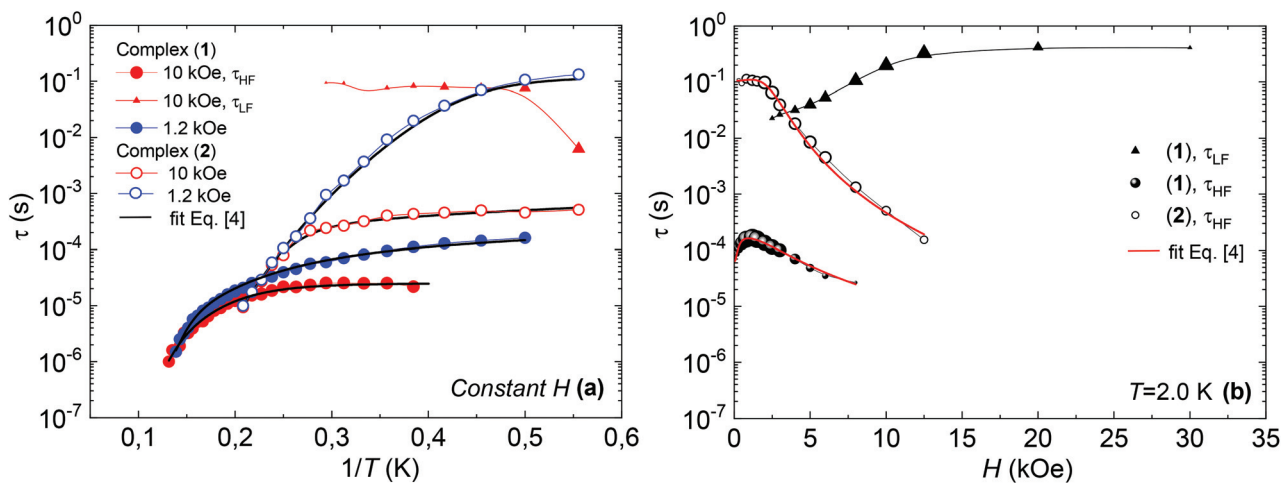 10⁰
10⁻¹
10⁻²
10⁻³
10⁻⁴
10⁻⁵
10⁻⁶
10⁻⁷
τ (s)
Complex (1)
10 kOe, τHF
10 kOe, τLF
1.2 kOe
Complex (2)
10 kOe
1.2 kOe
fit Eq. [4]
Constant H (a)
0,1 0,2 0,3 0,4 0,5 0,6
1/T (K)
10⁰
10⁻¹
10⁻²
10⁻³
10⁻⁴
10⁻⁵
10⁻⁶
10⁻⁷
τ (s)
(1), τLF
(1), τHF
(2), τHF
fit Eq. [4]
T=2.0 K (b)
0 5 10 15 20 25 30 35
H (kOe)